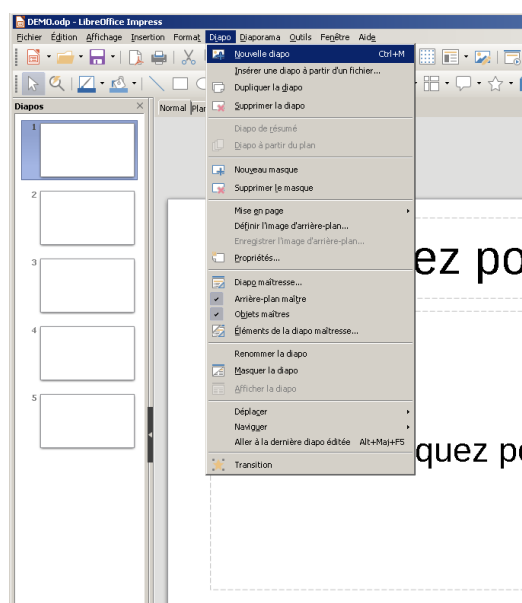 DEMO.odp - LibreOffice Impress
Fichier Édition Affichage Insertion Format Diapo Diaporama Outils Fenêtre Aide
Nouvelle diapo Ctrl+M
Insérer une diapo à partir d'un fichier...
Dupliquer la diapo
Supprimer la diapo
Diapo de résumé
Diapo à partir du plan
Nouveau masque
Supprimer le masque
Mise en page
Définir l'image d'arrière-plan...
Enregistrer l'image d'arrière-plan...
Propriétés...
Diapo maîtresse...
Arrière-plan maître
Objets maîtres
Éléments de la diapo maîtresse...
Renommer la diapo
Masquer la diapo
Afficher la diapo
Déplacer
Naviguer
Aller à la dernière diapo éditée Alt+Maj+F5
Transition
Diapos
Normal Plan
1
2
3
4
5
ez po
quez po